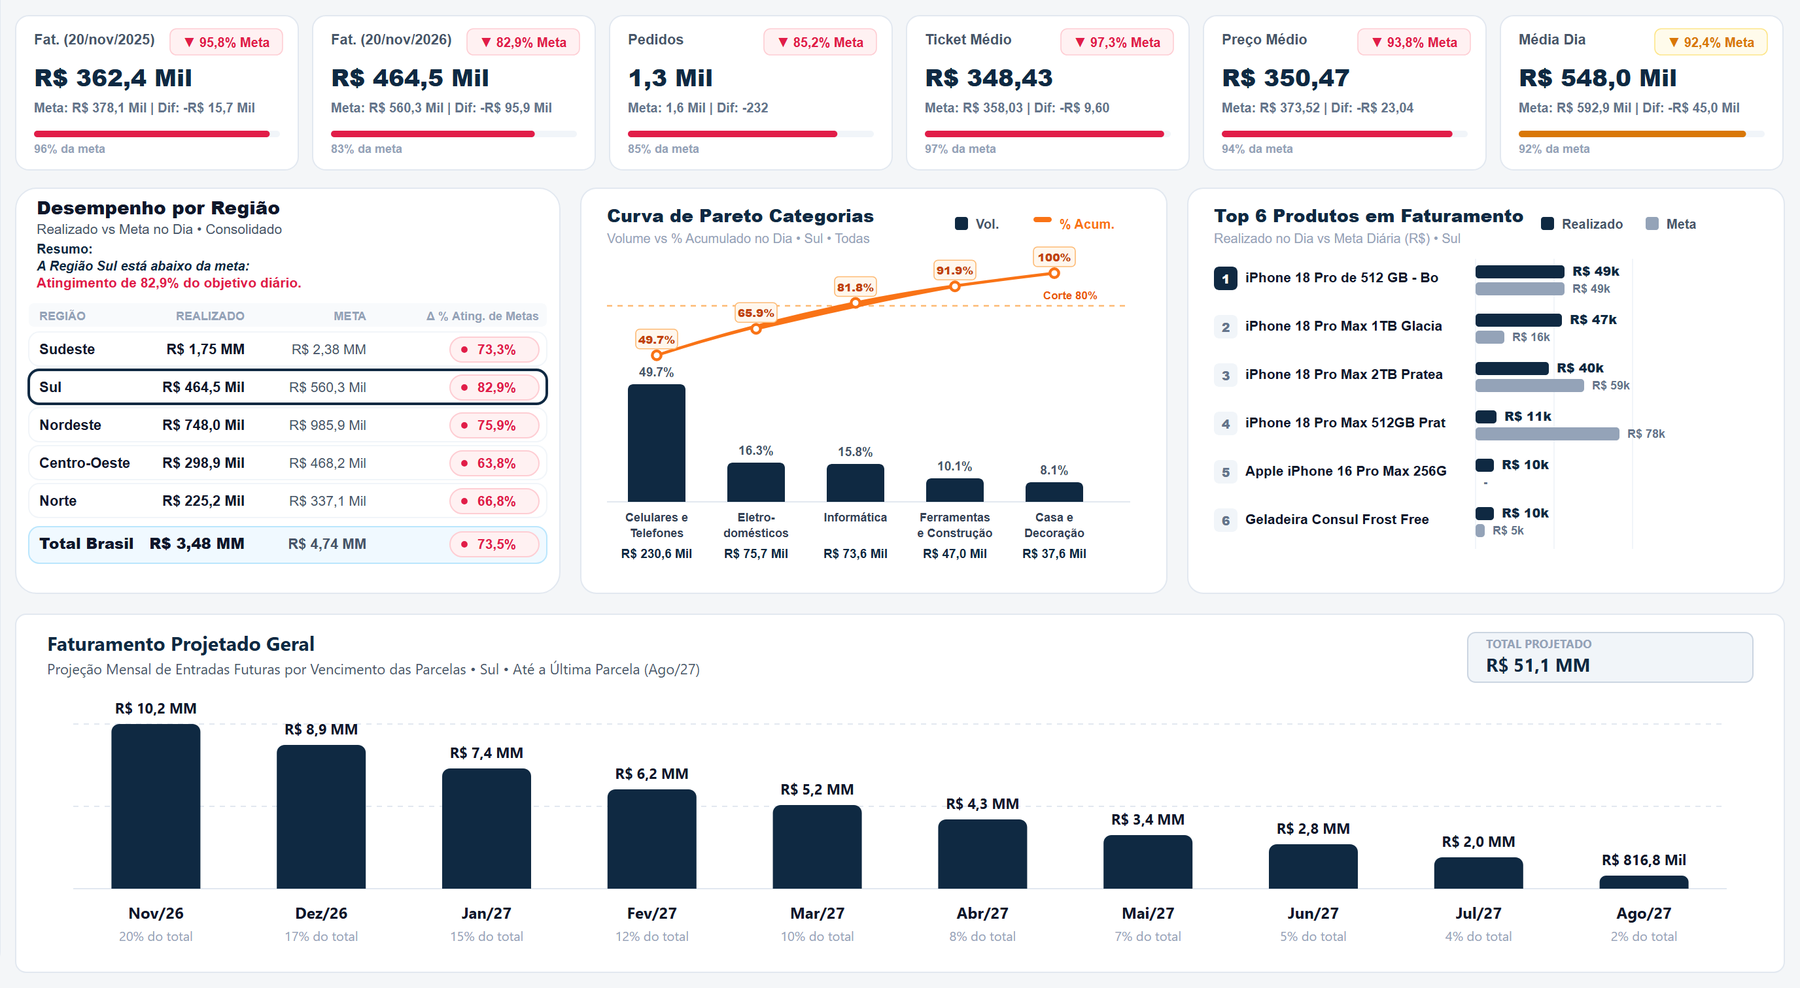 Fat. (20/nov/2025)
▼ 95,8% Meta
R$ 362,4 Mil
Meta: R$ 378,1 Mil | Dif: -R$ 15,7 Mil
96% da meta
Fat. (20/nov/2026)
▼ 82,9% Meta
R$ 464,5 Mil
Meta: R$ 560,3 Mil | Dif: -R$ 95,9 Mil
83% da meta
Pedidos
▼ 85,2% Meta
1,3 Mil
Meta: 1,6 Mil | Dif: -232
85% da meta
Ticket Médio
▼ 97,3% Meta
R$ 348,43
Meta: R$ 358,03 | Dif: -R$ 9,60
97% da meta
Preço Médio
▼ 93,8% Meta
R$ 350,47
Meta: R$ 373,52 | Dif: -R$ 23,04
94% da meta
Média Dia
▼ 92,4% Meta
R$ 548,0 Mil
Meta: R$ 592,9 Mil | Dif: -R$ 45,0 Mil
92% da meta
Desempenho por Região
Realizado vs Meta no Dia • Consolidado
Resumo:
A Região Sul está abaixo da meta:
Atingimento de 82,9% do objetivo diário.
REGIÃO REALIZADO META Δ % Ating. de Metas
Sudeste R$ 1,75 MM R$ 2,38 MM 73,3%
Sul R$ 464,5 Mil R$ 560,3 Mil 82,9%
Nordeste R$ 748,0 Mil R$ 985,9 Mil 75,9%
Centro-Oeste R$ 298,9 Mil R$ 468,2 Mil 63,8%
Norte R$ 225,2 Mil R$ 337,1 Mil 66,8%
Total Brasil R$ 3,48 MM R$ 4,74 MM 73,5%
Curva de Pareto Categorias
Volume vs % Acumulado no Dia • Sul • Todas
Vol. % Acum.
49.7% 65.9% 81.8% 91.9% 100%
Corte 80%
49.7% 16.3% 15.8% 10.1% 8.1%
Celulares e Telefones
R$ 230,6 Mil
Eletro-domésticos
R$ 75,7 Mil
Informática
R$ 73,6 Mil
Ferramentas e Construção
R$ 47,0 Mil
Casa e Decoração
R$ 37,6 Mil
Top 6 Produtos em Faturamento
Realizado no Dia vs Meta Diária (R$) • Sul
Realizado Meta
1 iPhone 18 Pro de 512 GB - Bo R$ 49k
R$ 49k
2 iPhone 18 Pro Max 1TB Glacia R$ 47k
R$ 16k
3 iPhone 18 Pro Max 2TB Pratea R$ 40k
R$ 59k
4 iPhone 18 Pro Max 512GB Prat R$ 11k
R$ 78k
5 Apple iPhone 16 Pro Max 256G R$ 10k
-
6 Geladeira Consul Frost Free R$ 10k
R$ 5k
Faturamento Projetado Geral
Projeção Mensal de Entradas Futuras por Vencimento das Parcelas • Sul • Até a Última Parcela (Ago/27)
TOTAL PROJETADO
R$ 51,1 MM
R$ 10,2 MM R$ 8,9 MM R$ 7,4 MM R$ 6,2 MM R$ 5,2 MM R$ 4,3 MM R$ 3,4 MM R$ 2,8 MM R$ 2,0 MM R$ 816,8 Mil
Nov/26 Dez/26 Jan/27 Fev/27 Mar/27 Abr/27 Mai/27 Jun/27 Jul/27 Ago/27
20% do total 17% do total 15% do total 12% do total 10% do total 8% do total 7% do total 5% do total 4% do total 2% do total